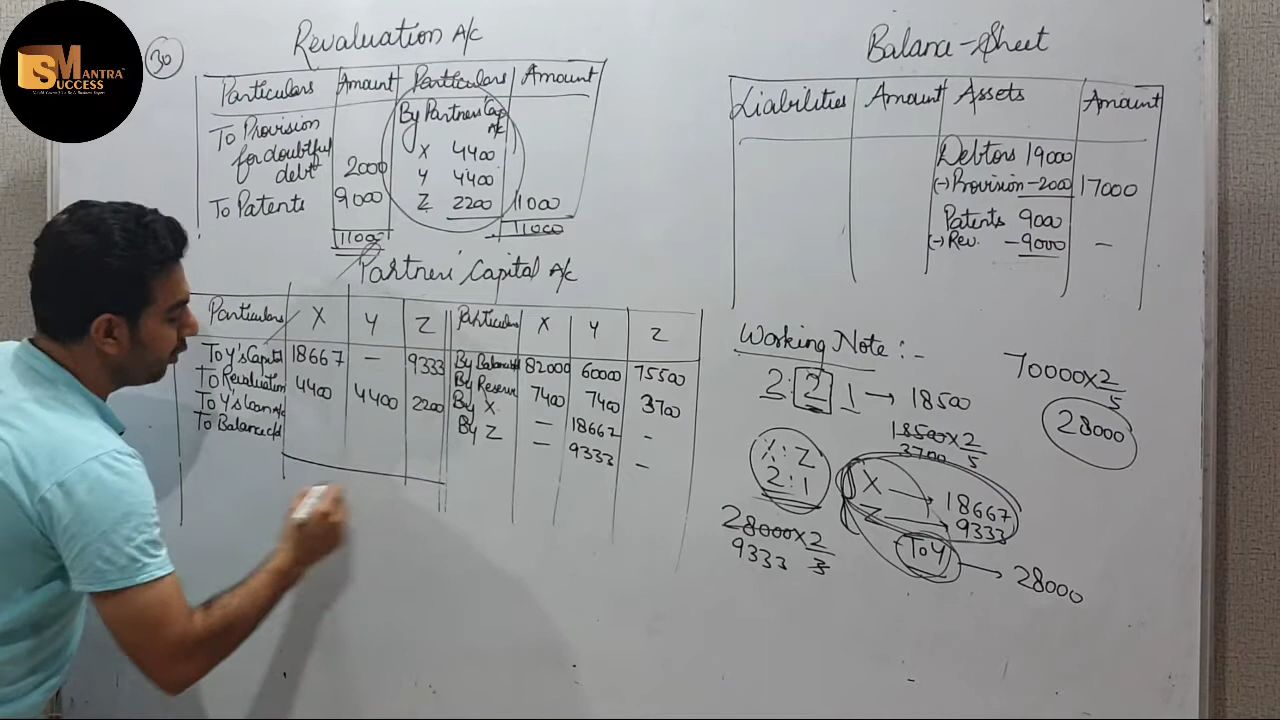 SMANTRA
SUCCESS
30
Revaluation A/c
Particulars Amount Particulars Amount
To Provision
for doubtful
debt 2000
To Patents 9000
11000
By Partners Cap
A/c
X 4400
Y 4400
Z 2200 11000
11000
Partners' Capital A/c
Particulars X Y Z Particulars X Y Z
To Y's Capital 18667 — 9333 By Balance b/d 82000 60000 75500
To Revaluation 4400 4400 2200 By Reserve 7400 7400 3700
To Y's Loan A/c By X — 18667 -
To Balance c/d By Z — 9333 -
Balance-Sheet
Liabilities Amount Assets Amount
Debtors 19000
(-) Provision -2000 17000
Patents 9000
(-) Rev. -9000 —
Working Note :-
2:2:1 → 18500
18500×2/5
3700
70000×2/5
28000
X:Z
2:1
28000×2/3
9333
X → 18667
Z → 9333
To Y → 28000